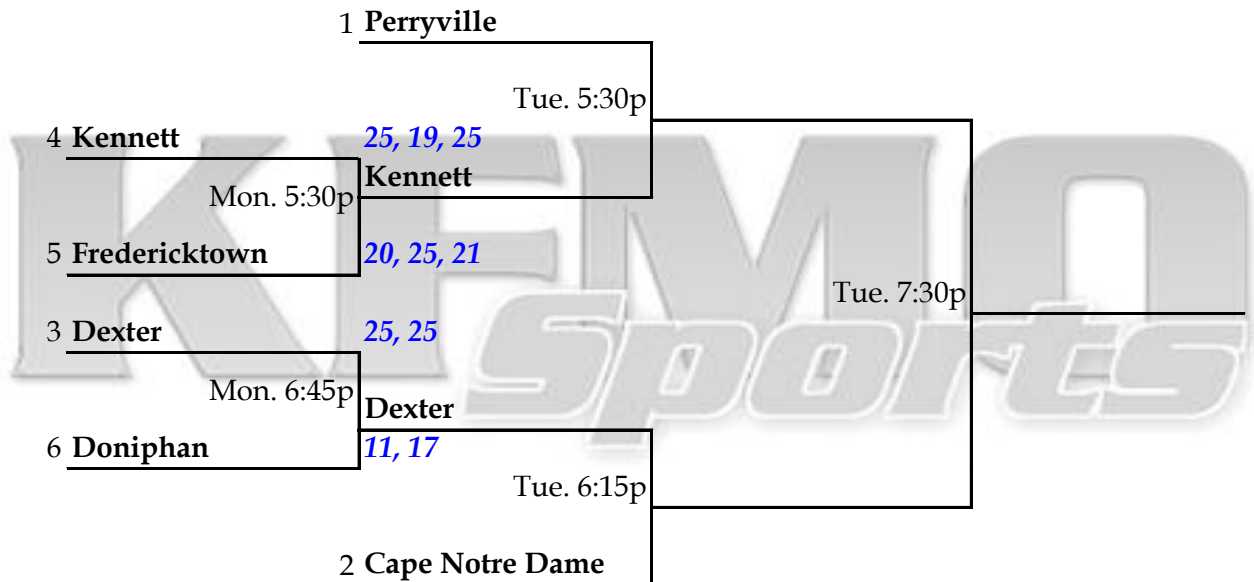 1 Perryville
Tue. 5:30p
4 Kennett 25, 19, 25
Kennett
Mon. 5:30p
5 Fredericktown 20, 25, 21
Tue. 7:30p
3 Dexter 25, 25
Mon. 6:45p
Dexter
6 Doniphan 11, 17
Tue. 6:15p
2 Cape Notre Dame
KFMO
Sports